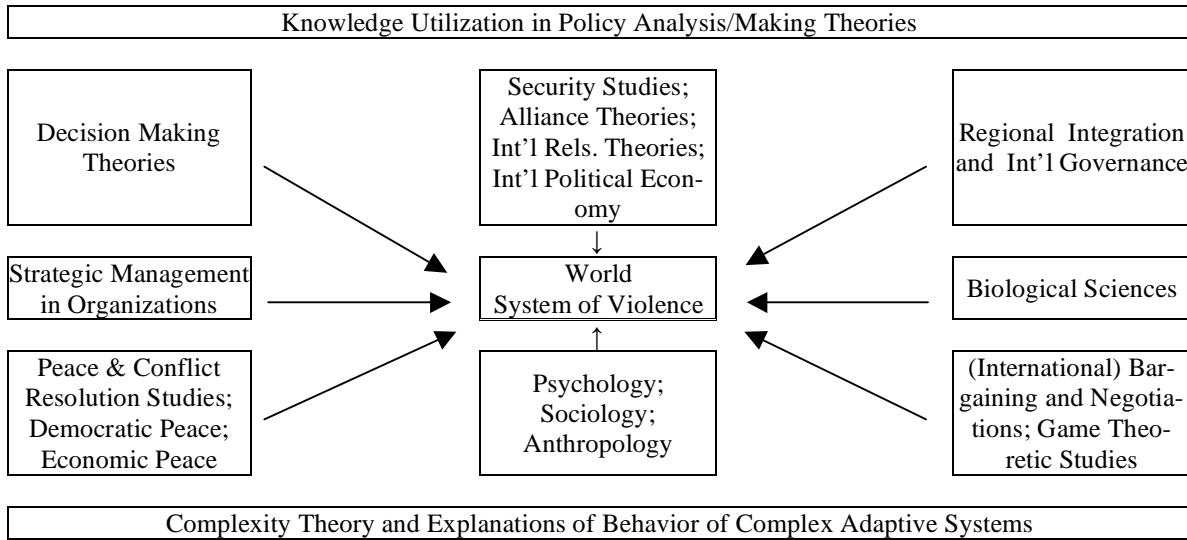 Knowledge Utilization in Policy Analysis/Making Theories
Decision Making
Theories
Security Studies;
Alliance Theories;
Int'l Rels. Theories;
Int'l Political Econ-
omy
Regional Integration
and Int'l Governance
Strategic Management
in Organizations
World
System of Violence
Biological Sciences
Peace & Conflict
Resolution Studies;
Democratic Peace;
Economic Peace
Psychology;
Sociology;
Anthropology
(International) Bar-
gaining and Negotia-
tions; Game Theo-
retic Studies
Complexity Theory and Explanations of Behavior of Complex Adaptive Systems